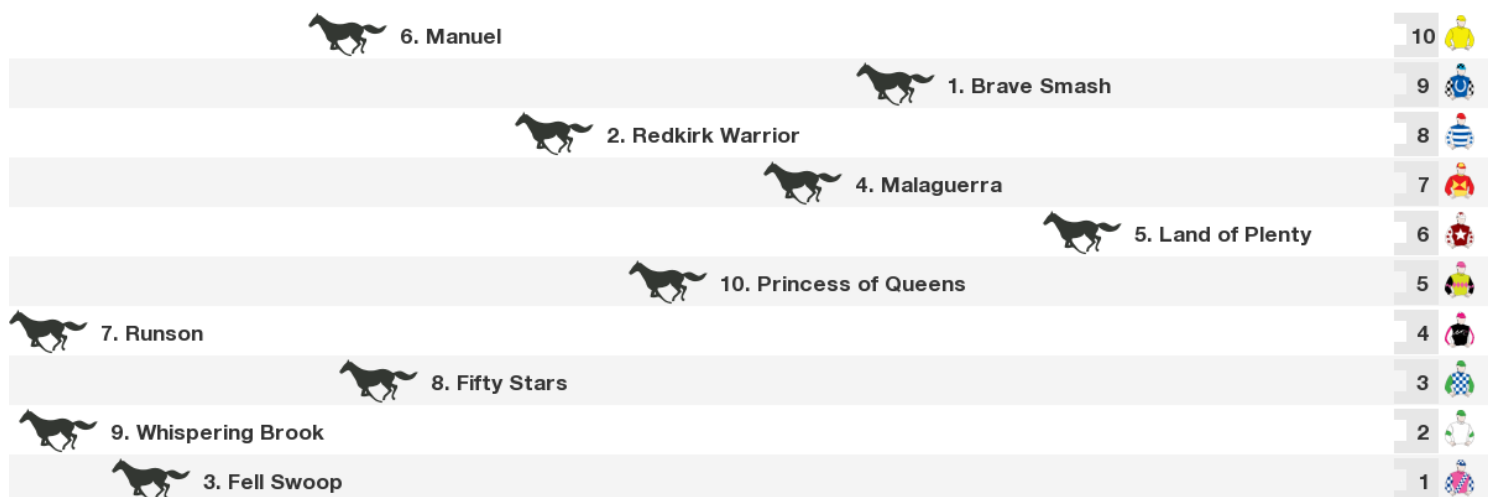 6. Manuel 10
1. Brave Smash 9
2. Redkirk Warrior 8
4. Malaguerra 7
5. Land of Plenty 6
10. Princess of Queens 5
7. Runson 4
8. Fifty Stars 3
9. Whispering Brook 2
3. Fell Swoop 1